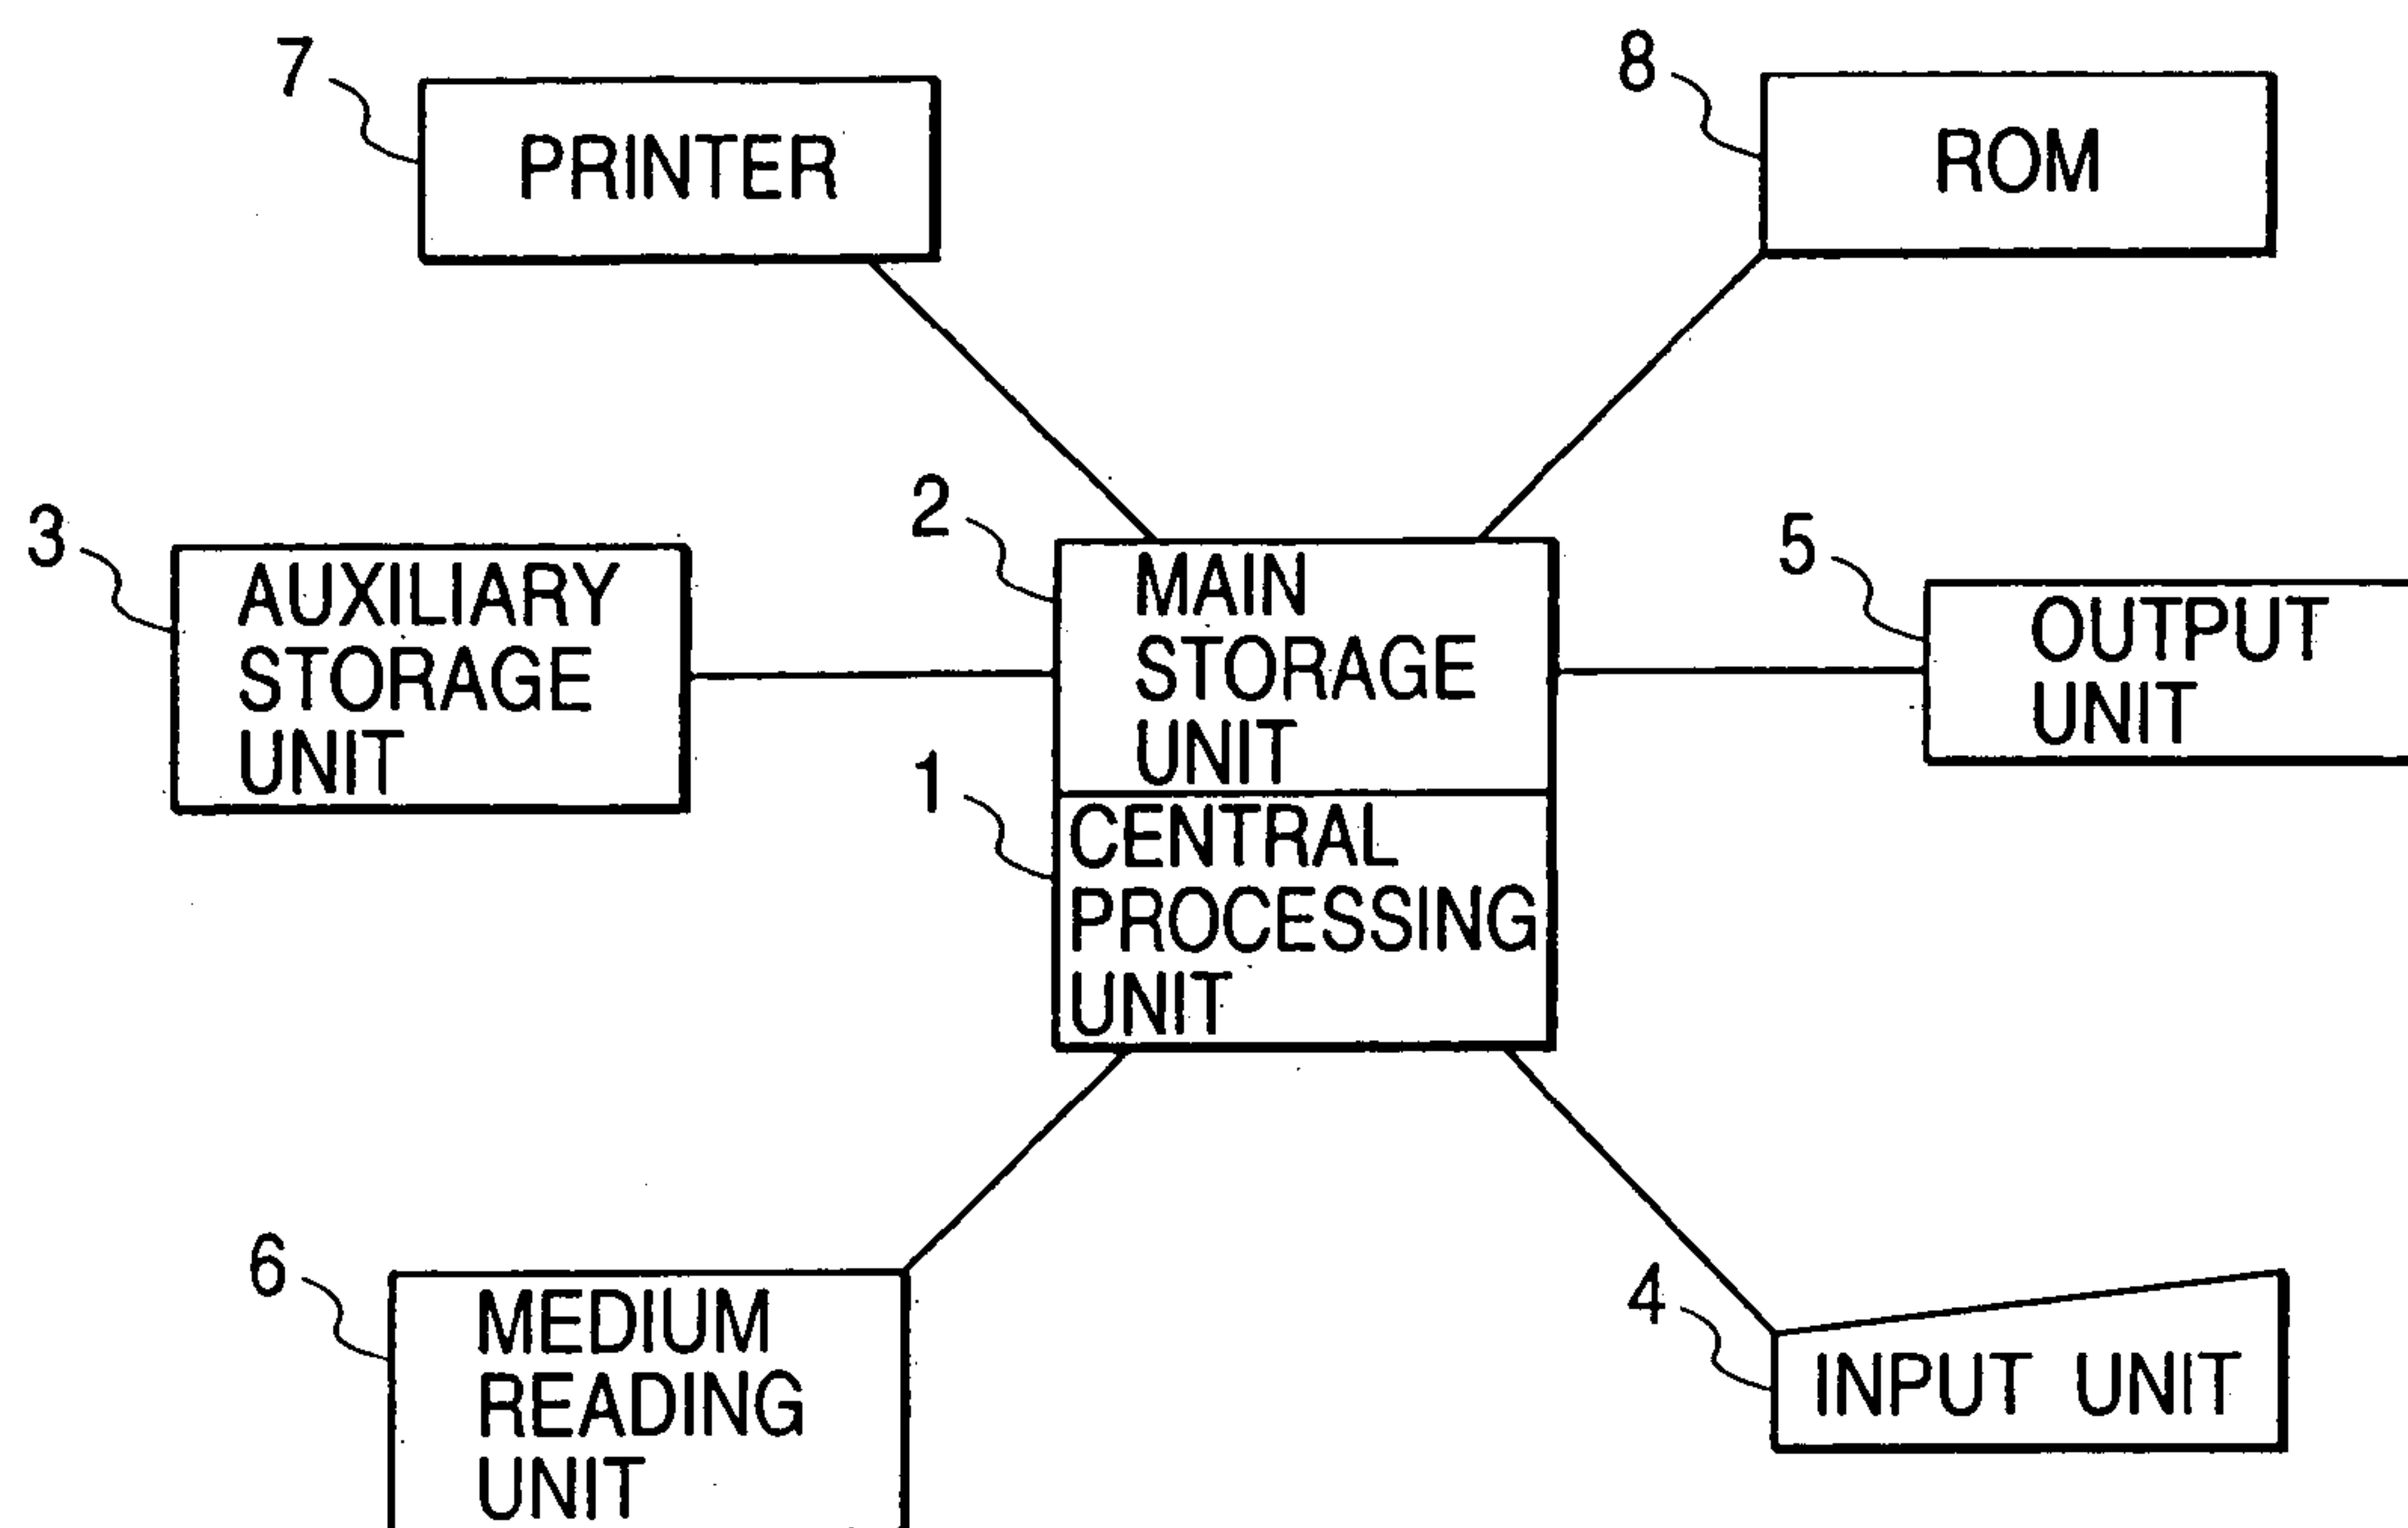 7
PRINTER
8
ROM
3
AUXILIARY
STORAGE
UNIT
2
MAIN
STORAGE
UNIT
1
CENTRAL
PROCESSING
UNIT
5
OUTPUT
UNIT
6
MEDIUM
READING
UNIT
4
INPUT UNIT